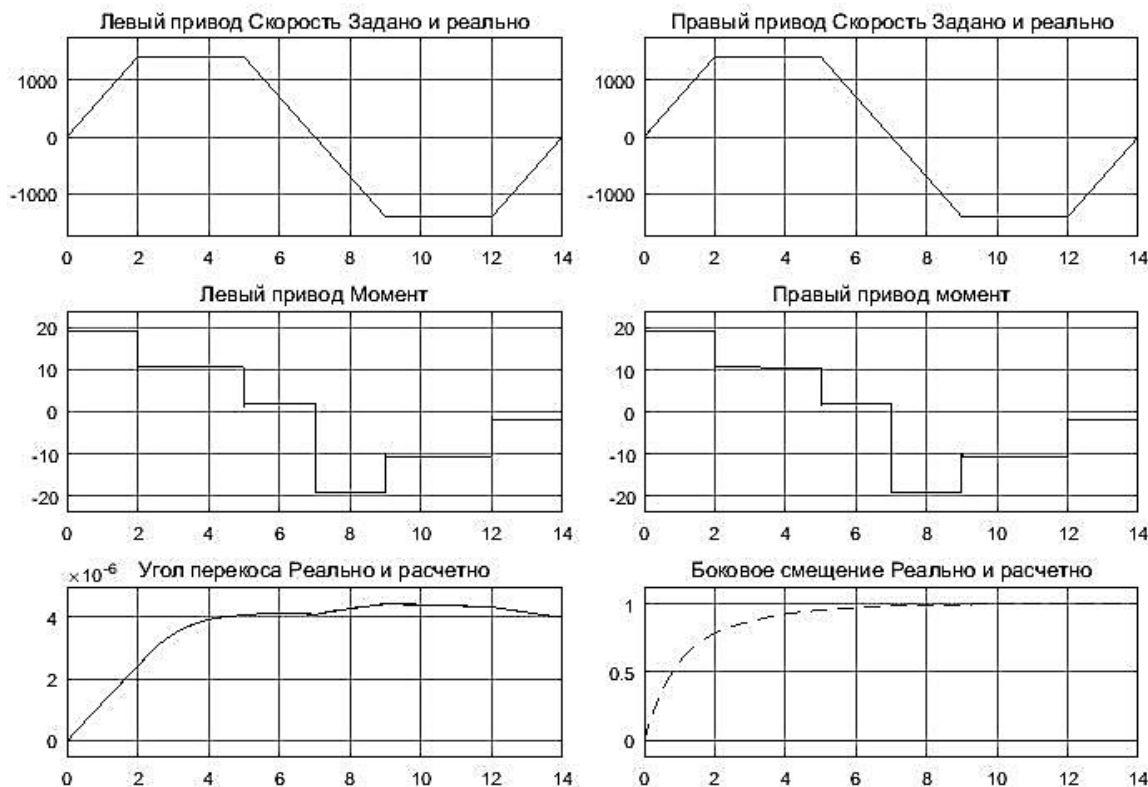 Левый привод Скорость Задано и реально
1000
0
-1000
0 2 4 6 8 10 12 14
Правый привод Скорость Задано и реально
1000
0
-1000
0 2 4 6 8 10 12 14
Левый привод Момент
20
10
0
-10
-20
0 2 4 6 8 10 12 14
Правый привод момент
20
10
0
-10
-20
0 2 4 6 8 10 12 14
×10⁻⁶ Угол перекоса Реально и расчетно
4
2
0
0 2 4 6 8 10 12 14
Боковое смещение Реально и расчетно
1
0.5
0
0 2 4 6 8 10 12 14